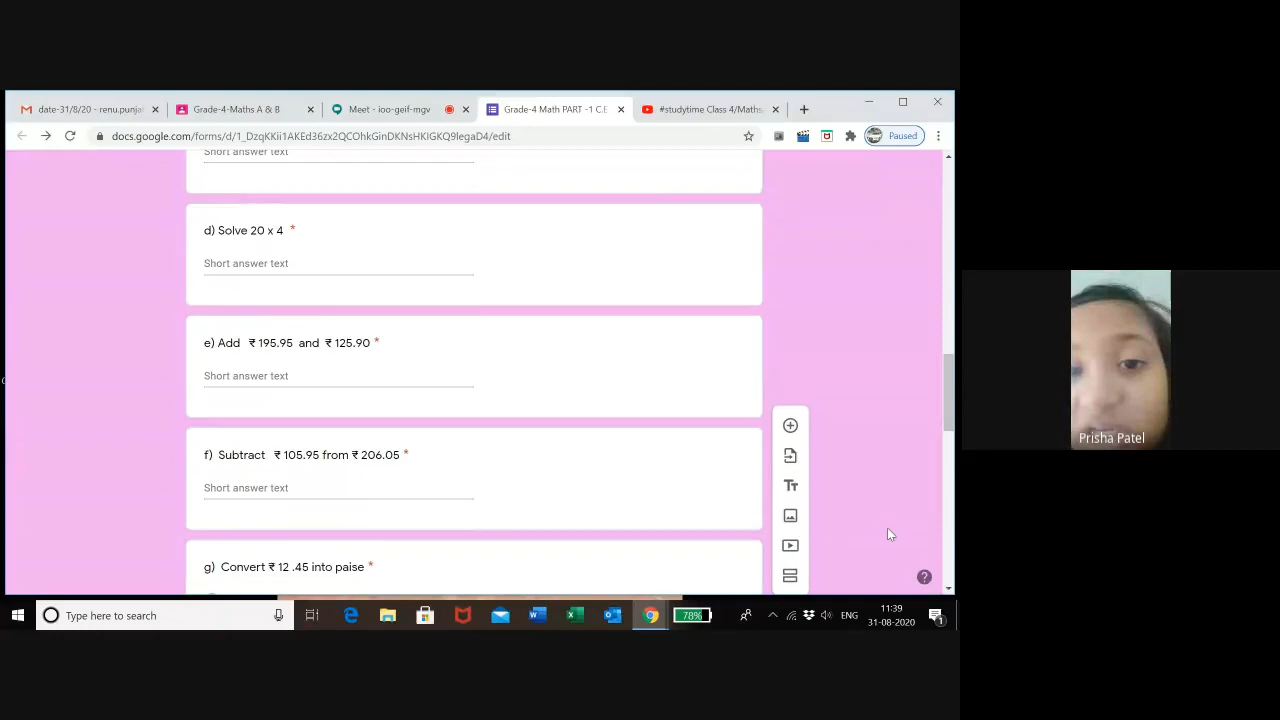 date-31/8/20 - renu.punjal
Grade-4-Maths A & B
Meet - ioo-geif-mgv
Grade-4 Math PART -1 C.E
#studytime Class 4/Maths
docs.google.com/forms/d/1_DzqKKii1AKEd36zx2QCOhkGinDKNsHKIGKQ9legaD4/edit
Paused
Short answer text
d) Solve 20 x 4 *
Short answer text
e) Add ₹ 195.95 and ₹ 125.90 *
Short answer text
f) Subtract ₹ 105.95 from ₹ 206.05 *
Short answer text
g) Convert ₹ 12 .45 into paise *
Prisha Patel
Type here to search
78%
ENG
11:39
31-08-2020
1